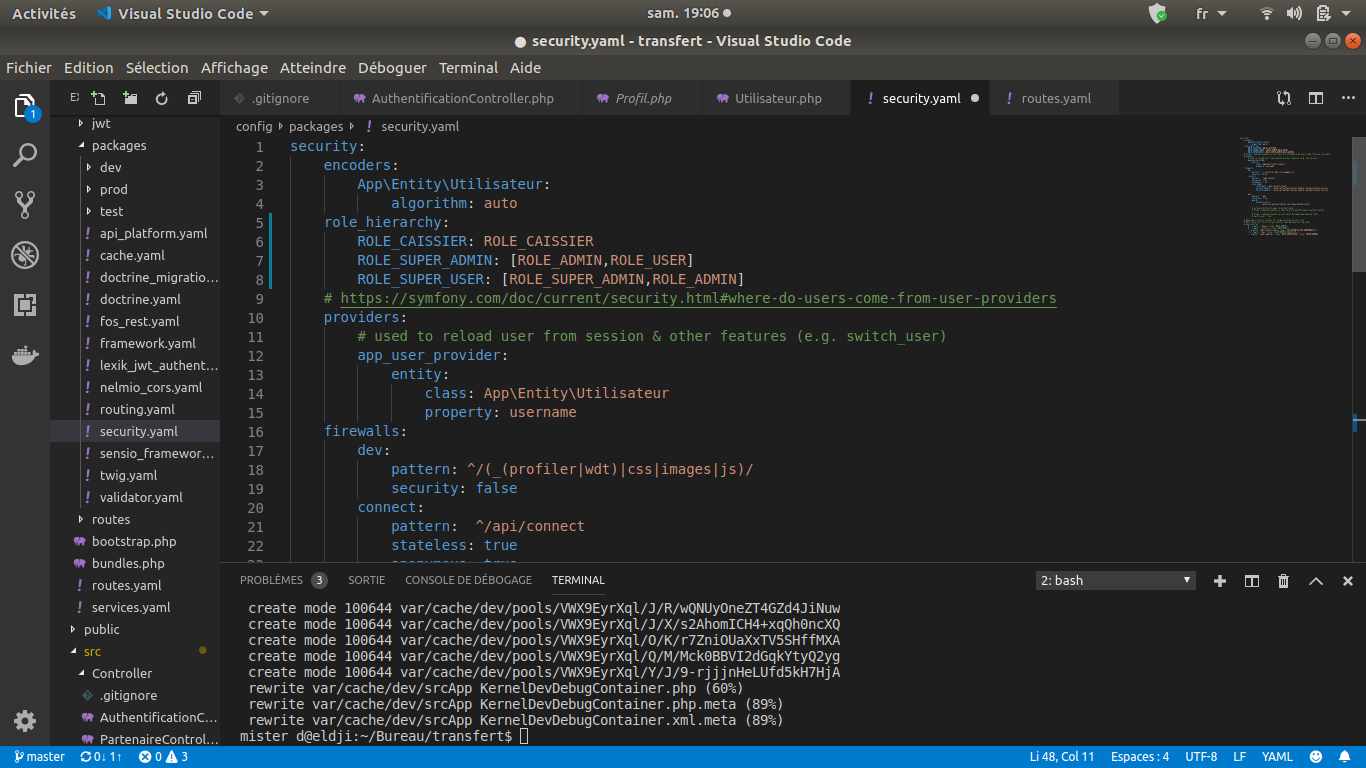 Activités
Visual Studio Code
sam. 19:06
fr
security.yaml - transfert - Visual Studio Code
Fichier Edition Sélection Affichage Atteindre Déboguer Terminal Aide
.gitignore
AuthentificationController.php
Profil.php
Utilisateur.php
security.yaml
routes.yaml
config packages security.yaml
1
jwt
packages
dev
prod
test
api_platform.yaml
cache.yaml
doctrine_migratio...
doctrine.yaml
fos_rest.yaml
framework.yaml
lexik_jwt_authent...
nelmio_cors.yaml
routing.yaml
security.yaml
sensio_framewor...
twig.yaml
validator.yaml
routes
bootstrap.php
bundles.php
routes.yaml
services.yaml
public
src
Controller
.gitignore
AuthentificationC...
PartenaireControl...
1 security:
2 encoders:
3 App\Entity\Utilisateur:
4 algorithm: auto
5 role_hierarchy:
6 ROLE_CAISSIER: ROLE_CAISSIER
7 ROLE_SUPER_ADMIN: [ROLE_ADMIN,ROLE_USER]
8 ROLE_SUPER_USER: [ROLE_SUPER_ADMIN,ROLE_ADMIN]
9 # https://symfony.com/doc/current/security.html#where-do-users-come-from-user-providers
10 providers:
11 # used to reload user from session & other features (e.g. switch_user)
12 app_user_provider:
13 entity:
14 class: App\Entity\Utilisateur
15 property: username
16 firewalls:
17 dev:
18 pattern: ^/(_(profiler|wdt)|css|images|js)/
19 security: false
20 connect:
21 pattern:  ^/api/connect
22 stateless: true
PROBLÈMES 3 SORTIE CONSOLE DE DÉBOGAGE TERMINAL
2: bash
create mode 100644 var/cache/dev/pools/VWX9EyrXql/J/R/wQNUyOneZT4GZd4JiNuw
create mode 100644 var/cache/dev/pools/VWX9EyrXql/J/X/s2AhomICH4+xqQh0ncXQ
create mode 100644 var/cache/dev/pools/VWX9EyrXql/O/K/r7ZniOUaXxTV5SHffMXA
create mode 100644 var/cache/dev/pools/VWX9EyrXql/Q/M/Mck0BBVI2dGqkYtyQ2yg
create mode 100644 var/cache/dev/pools/VWX9EyrXql/Y/J/9-rjjjnHeLUfd5kH7HjA
rewrite var/cache/dev/srcApp KernelDevDebugContainer.php (60%)
rewrite var/cache/dev/srcApp KernelDevDebugContainer.php.meta (89%)
rewrite var/cache/dev/srcApp KernelDevDebugContainer.xml.meta (89%)
mister d@eldji:~/Bureau/transfert$
master 0↓ 1↑ 0 3
Li 48, Col 11 Espaces : 4 UTF-8 LF YAML